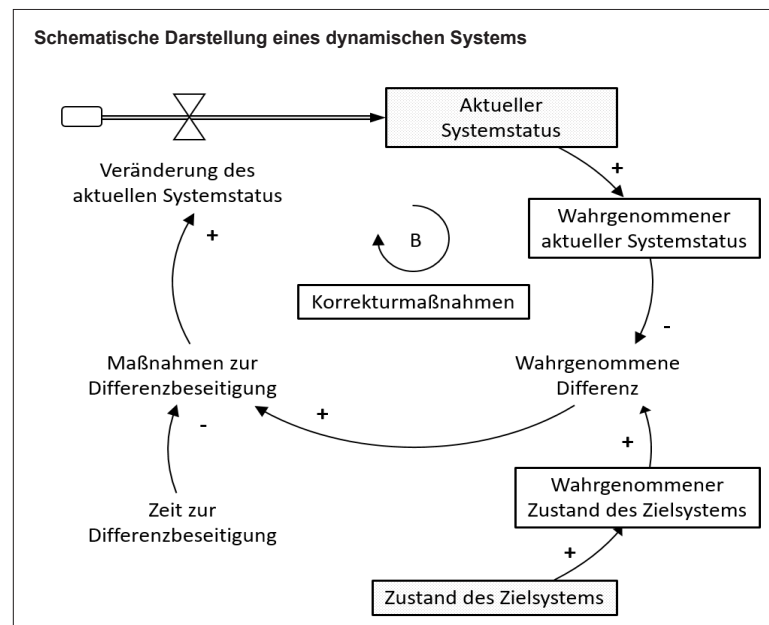 Schematische Darstellung eines dynamischen Systems
Aktueller
Systemstatus
Veränderung des
aktuellen Systemstatus
+
Wahrgenommener
aktueller Systemstatus
+
B
Korrekturmaßnahmen
-
Maßnahmen zur
Differenzbeseitigung
Wahrgenommene
Differenz
-
+
+
Zeit zur
Differenzbeseitigung
Wahrgenommener
Zustand des Zielsystems
+
Zustand des Zielsystems